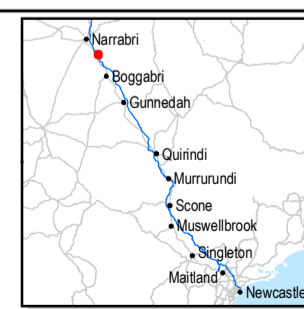 Narrabri
Boggabri
Gunnedah
Quirindi
Murrurundi
Scone
Muswellbrook
Singleton
Maitland
Newcastle